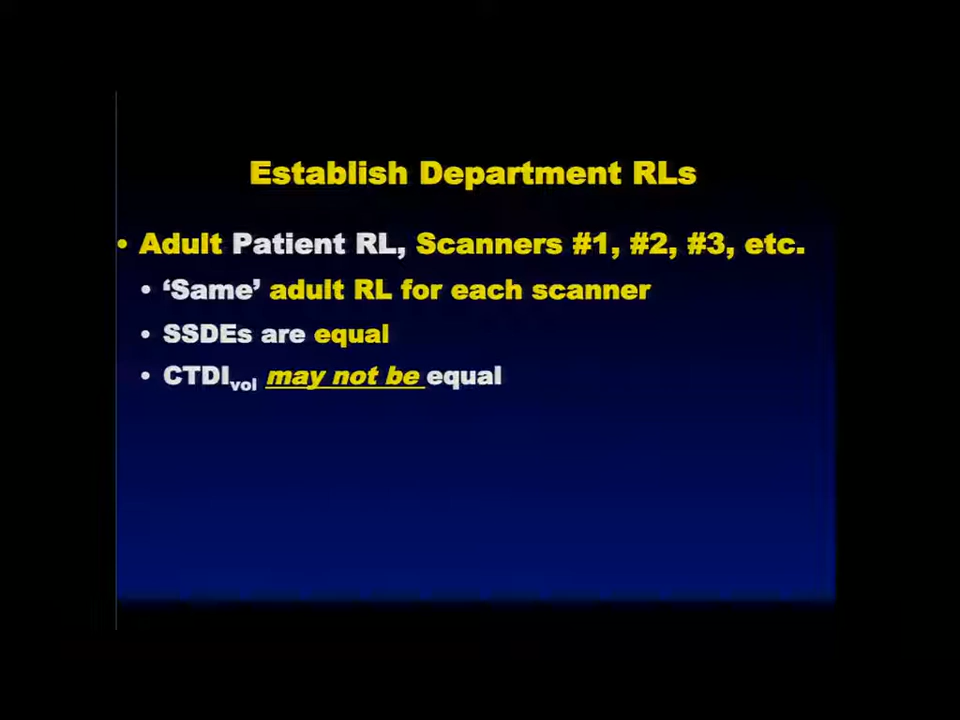 Establish Department RLs
• Adult Patient RL, Scanners #1, #2, #3, etc.
• ‘Same’ adult RL for each scanner
• SSDEs are equal
• CTDIvol may not be equal